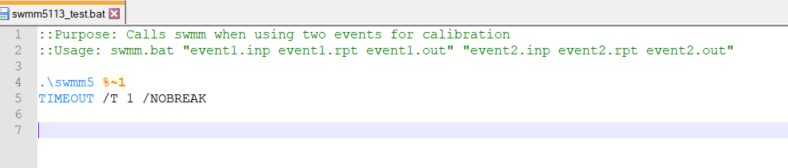 swmm5113_test.bat
1 ::Purpose: Calls swmm when using two events for calibration
2 ::Usage: swmm.bat "event1.inp event1.rpt event1.out" "event2.inp event2.rpt event2.out"
3
4 .\swmm5 %~1
5 TIMEOUT /T 1 /NOBREAK
6
7